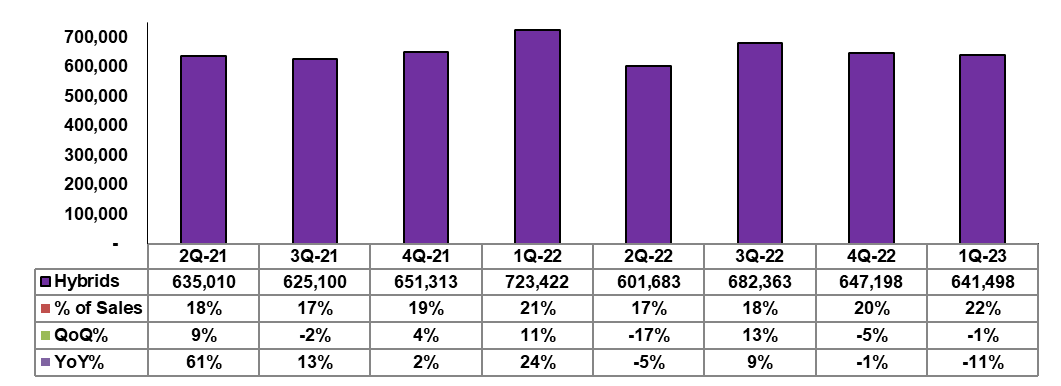 700,000
600,000
500,000
400,000
300,000
200,000
100,000
-
2Q-21 3Q-21 4Q-21 1Q-22 2Q-22 3Q-22 4Q-22 1Q-23
Hybrids 635,010 625,100 651,313 723,422 601,683 682,363 647,198 641,498
% of Sales 18% 17% 19% 21% 17% 18% 20% 22%
QoQ% 9% -2% 4% 11% -17% 13% -5% -1%
YoY% 61% 13% 2% 24% -5% 9% -1% -11%